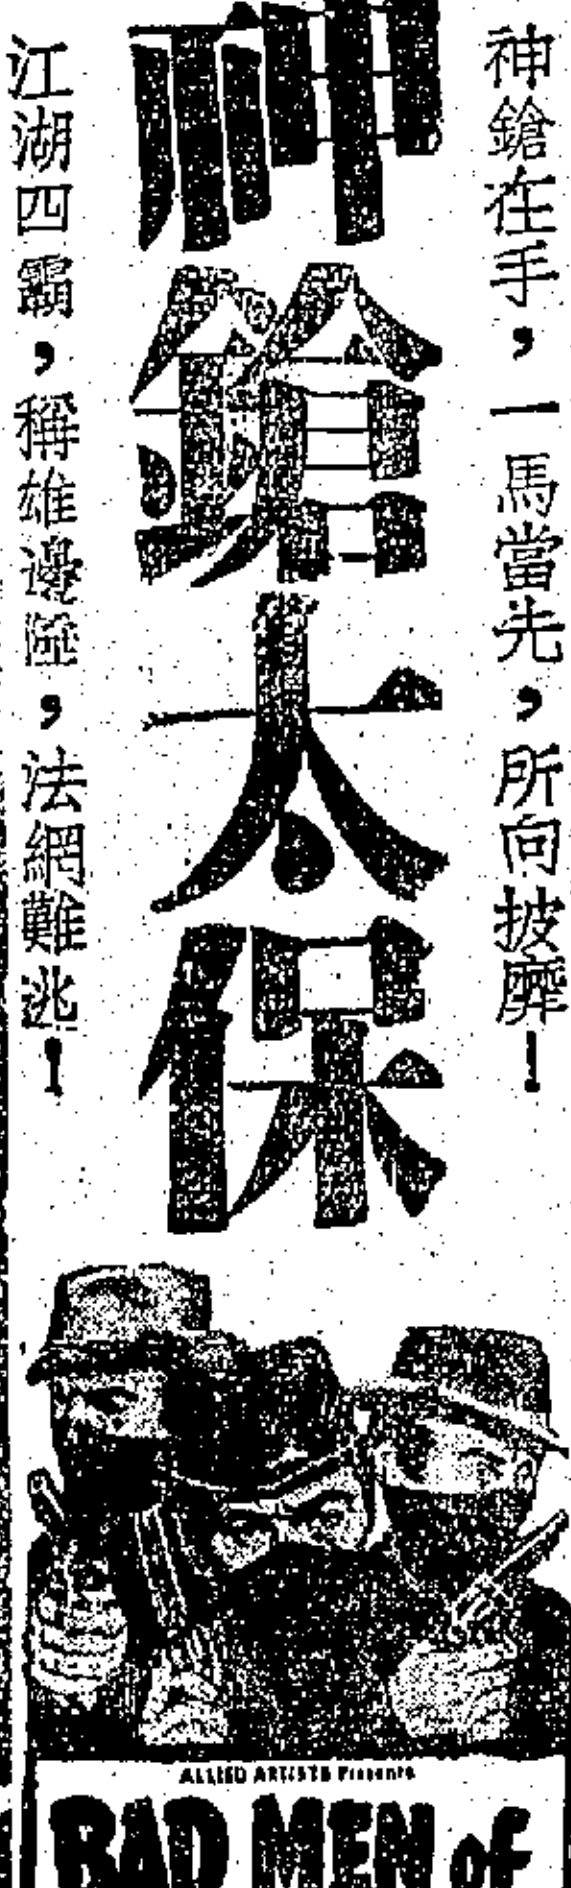 神鎗在手，一馬當先，所向披靡！
神鎗太保
江湖四霸，稱雄邊陲，法網難逃！
ALLIED ARTISTS Presents
BAD MEN of